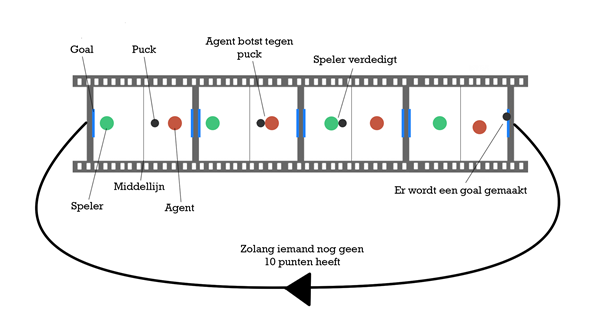 Goal
Puck
Agent botst tegen
puck
Speler verdedigt
Middellijn
Speler
Agent
Er wordt een goal gemaakt
Zolang iemand nog geen
10 punten heeft